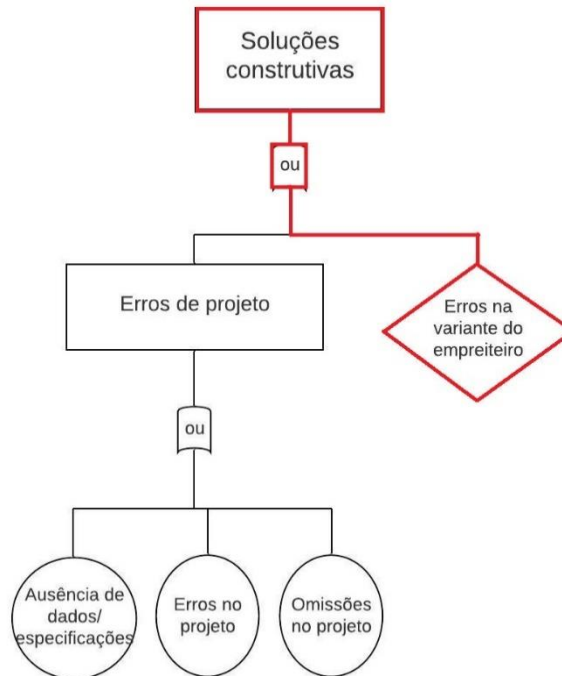 Soluções
construtivas
ou
Erros de projeto
Erros na
variante do
empreiteiro
ou
Ausência de
dados/
especificações
Erros no
projeto
Omissões
no projeto